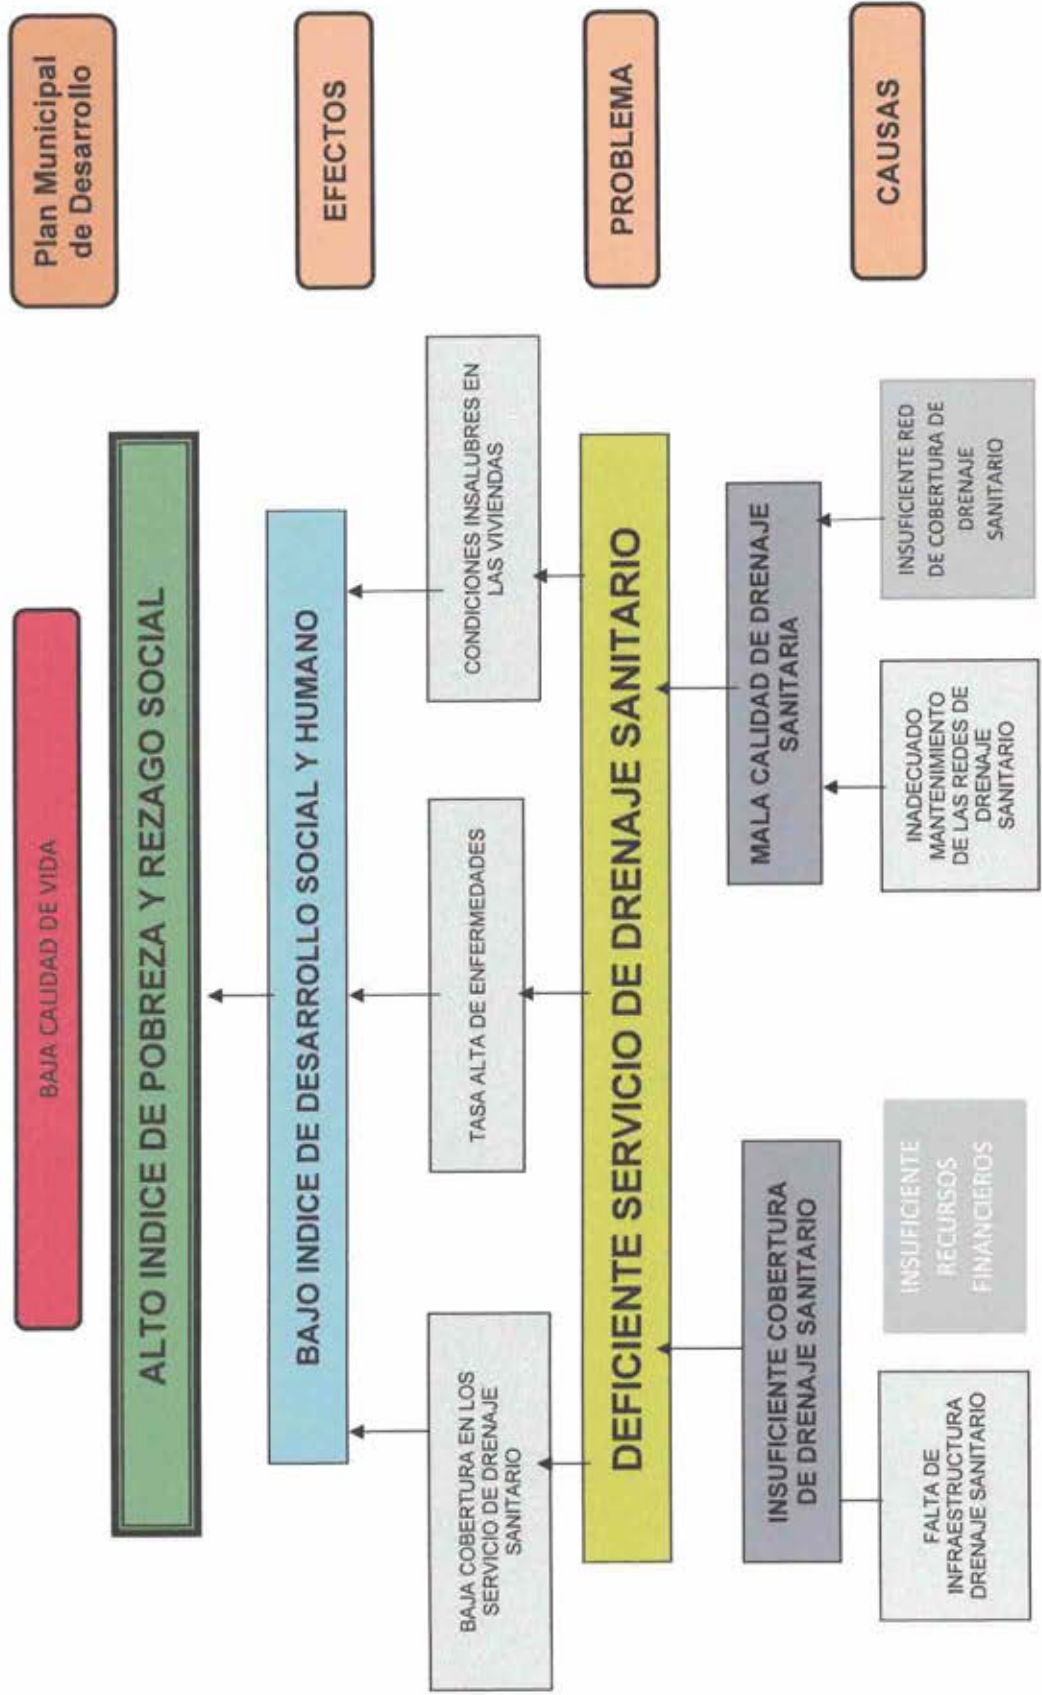 BAJA CALIDAD DE VIDA
Plan Municipal
de Desarrollo
ALTO INDICE DE POBREZA Y REZAGO SOCIAL
BAJO INDICE DE DESARROLLO SOCIAL Y HUMANO
EFECTOS
BAJA COBERTURA EN LOS
SERVICIO DE DRENAJE
SANITARIO
TASA ALTA DE ENFERMEDADES
CONDICIONES INSALUBRES EN
LAS VIVIENDAS
DEFICIENTE SERVICIO DE DRENAJE SANITARIO
PROBLEMA
INSUFICIENTE COBERTURA
DE DRENAJE SANITARIO
MALA CALIDAD DE DRENAJE
SANITARIA
CAUSAS
FALTA DE
INFRAESTRUCTURA
DRENAJE SANITARIO
INSUFICIENTE
RECURSOS
FINANCIEROS
INADECUADO
MANTENIMIENTO
DE LAS REDES DE
DRENAJE
SANITARIO
INSUFICIENTE RED
DE COBERTURA DE
DRENAJE
SANITARIO